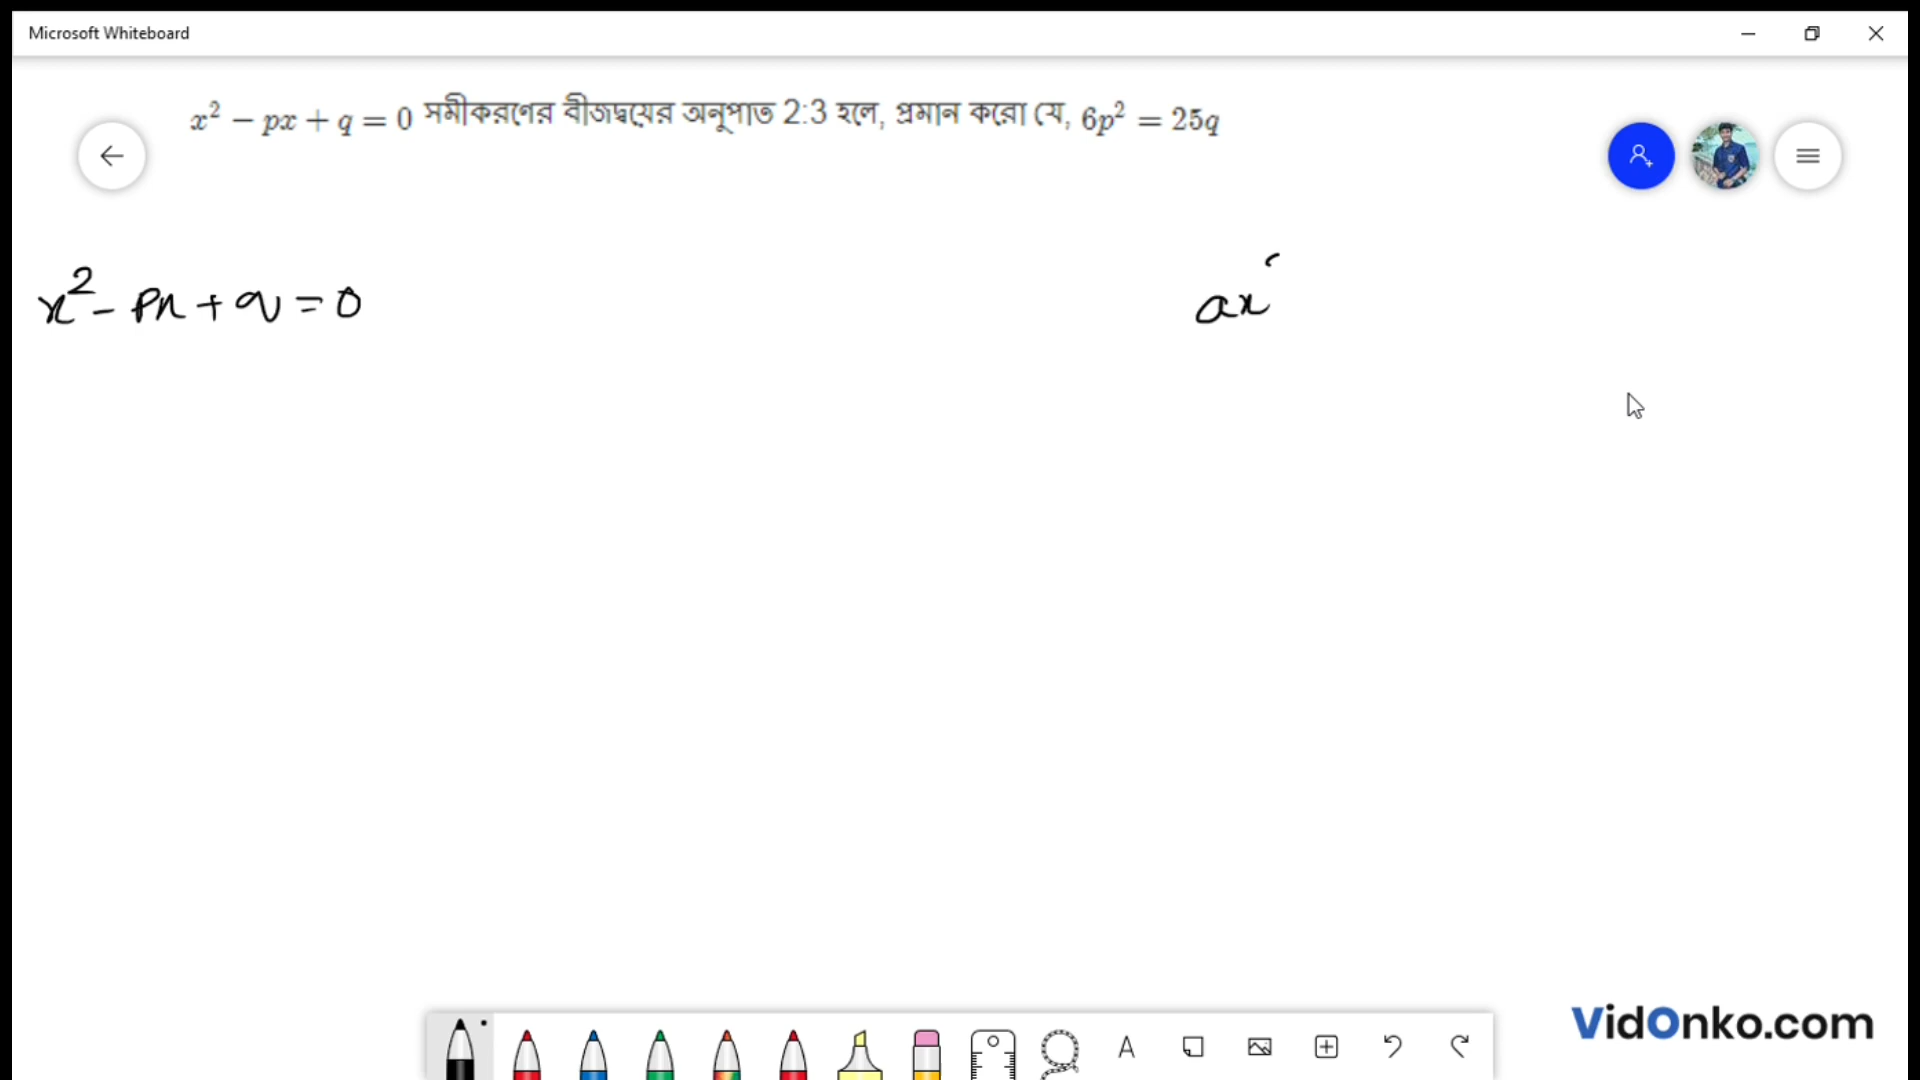 Microsoft Whiteboard
x² − px + q = 0 সমীকরণের বীজদ্বয়ের অনুপাত 2:3 হলে, প্রমান করো যে, 6p² = 25q
x² - px + q = 0
ax
A
VidOnko.com